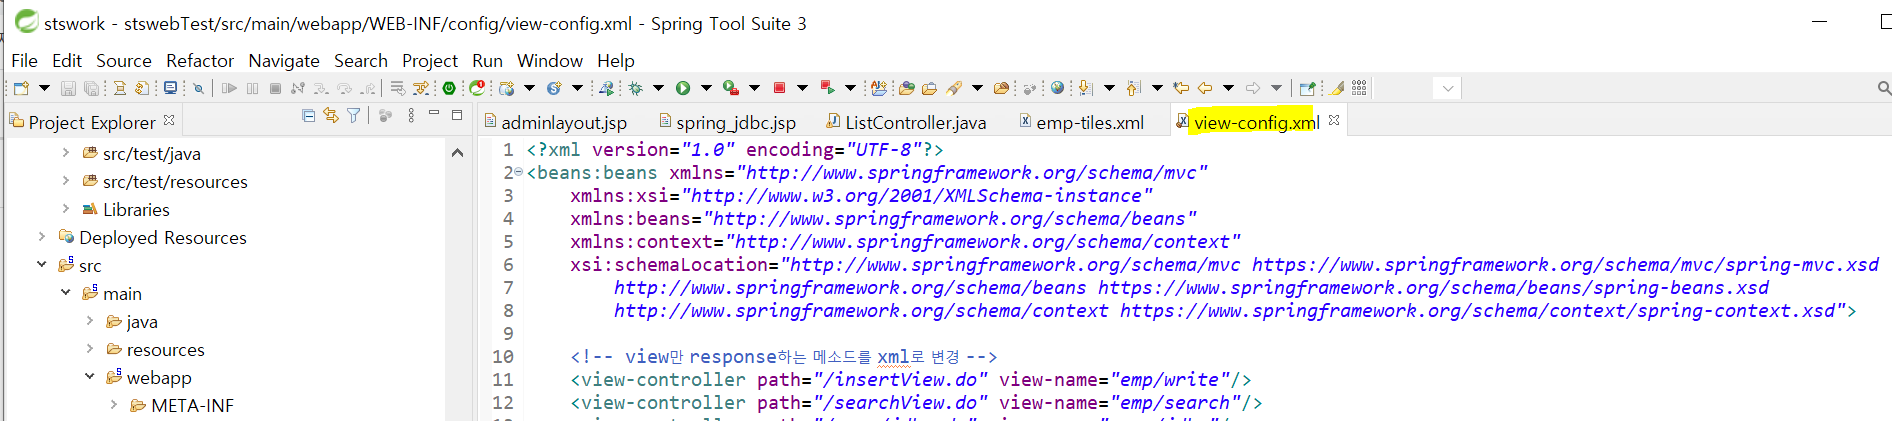 stswork - stswebTest/src/main/webapp/WEB-INF/config/view-config.xml - Spring Tool Suite 3
File Edit Source Refactor Navigate Search Project Run Window Help
Project Explorer
src/test/java
src/test/resources
Libraries
Deployed Resources
src
main
java
resources
webapp
META-INF
adminlayout.jsp spring_jdbc.jsp ListController.java emp-tiles.xml view-config.xml
1 <?xml version="1.0" encoding="UTF-8"?>
2 <beans:beans xmlns="http://www.springframework.org/schema/mvc"
3 xmlns:xsi="http://www.w3.org/2001/XMLSchema-instance"
4 xmlns:beans="http://www.springframework.org/schema/beans"
5 xmlns:context="http://www.springframework.org/schema/context"
6 xsi:schemaLocation="http://www.springframework.org/schema/mvc https://www.springframework.org/schema/mvc/spring-mvc.xsd
7 http://www.springframework.org/schema/beans https://www.springframework.org/schema/beans/spring-beans.xsd
8 http://www.springframework.org/schema/context https://www.springframework.org/schema/context/spring-context.xsd">
9
10 <!-- view만 response하는 메소드를 xml로 변경 -->
11 <view-controller path="/insertView.do" view-name="emp/write"/>
12 <view-controller path="/searchView.do" view-name="emp/search"/>